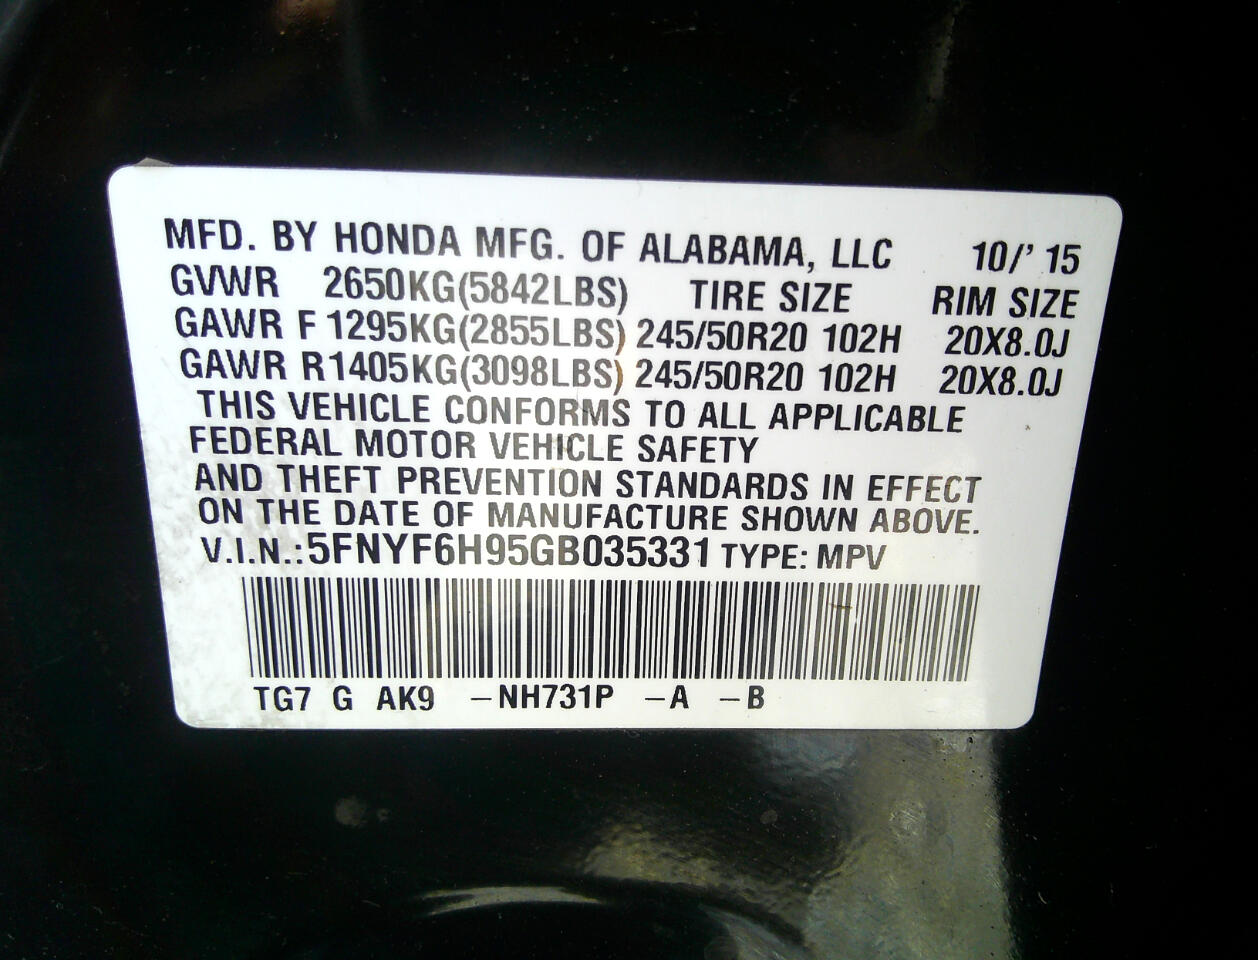 MFD. BY HONDA MFG. OF ALABAMA, LLC 10/' 15
GVWR 2650KG(5842LBS) TIRE SIZE RIM SIZE
GAWR F 1295KG(2855LBS) 245/50R20 102H 20X8.0J
GAWR R1405KG(3098LBS) 245/50R20 102H 20X8.0J
THIS VEHICLE CONFORMS TO ALL APPLICABLE
FEDERAL MOTOR VEHICLE SAFETY
AND THEFT PREVENTION STANDARDS IN EFFECT
ON THE DATE OF MANUFACTURE SHOWN ABOVE.
V.I.N.:5FNYF6H95GB035331 TYPE: MPV
TG7 G AK9 –NH731P –A –B